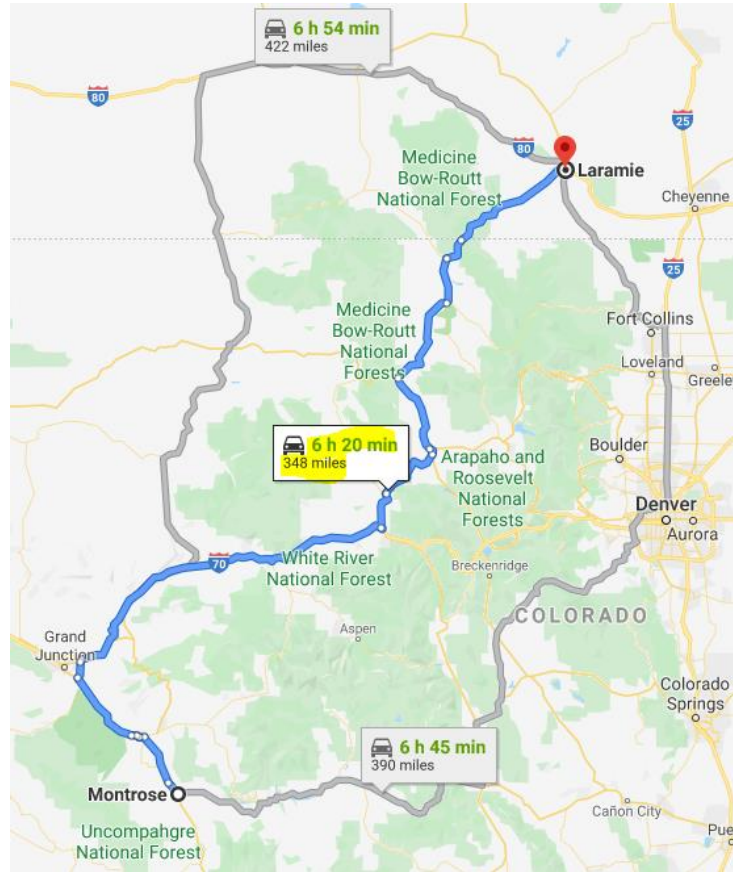 6 h 54 min
422 miles
80
25
80
Medicine
Bow-Routt
National Forest
Laramie
Cheyenne
25
Medicine
Bow-Routt
National
Forests
Fort Collins
Loveland
Greele
6 h 20 min
348 miles
Boulder
Arapaho and
Roosevelt
National
Forests
Denver
Aurora
70
White River
National Forest
Breckenridge
COLORADO
Aspen
Grand
Junction
Colorado
Springs
6 h 45 min
390 miles
Montrose
Cañon City
Uncompahgre
National Forest
Pue